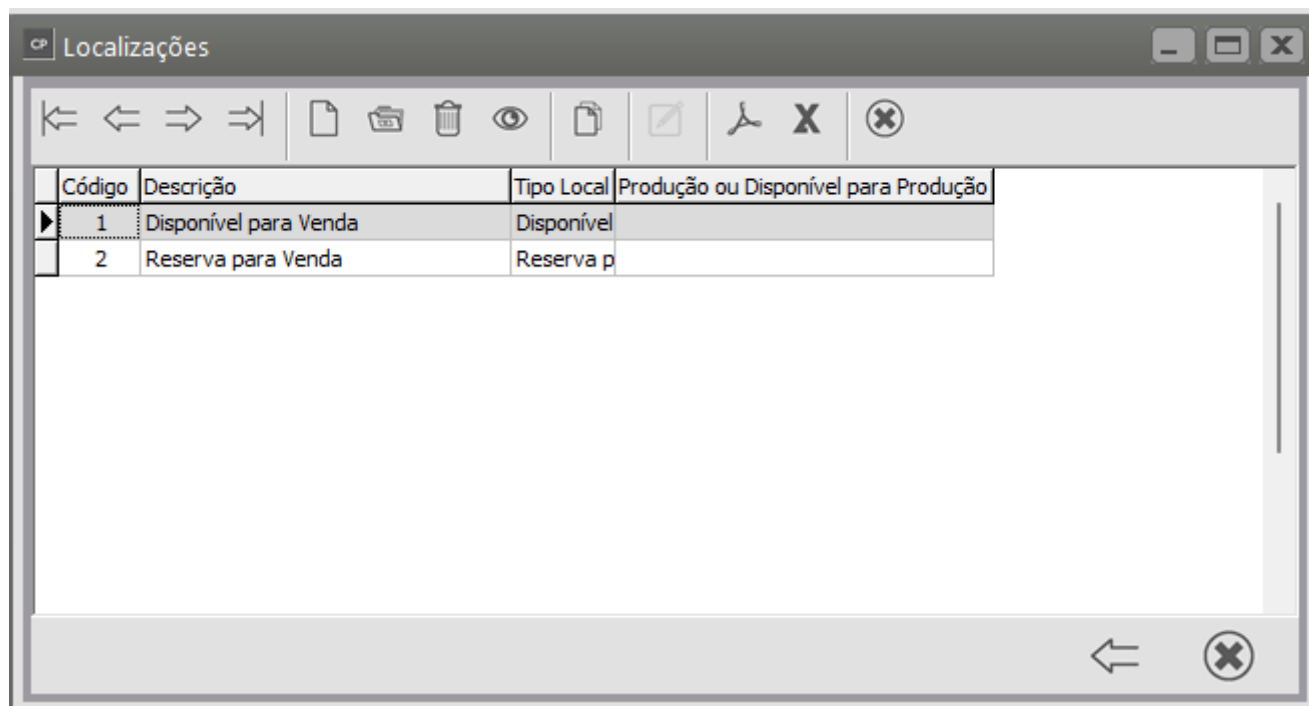 CP Localizações
Código Descrição Tipo Local Produção ou Disponível para Produção
1 Disponível para Venda Disponível
2 Reserva para Venda Reserva p